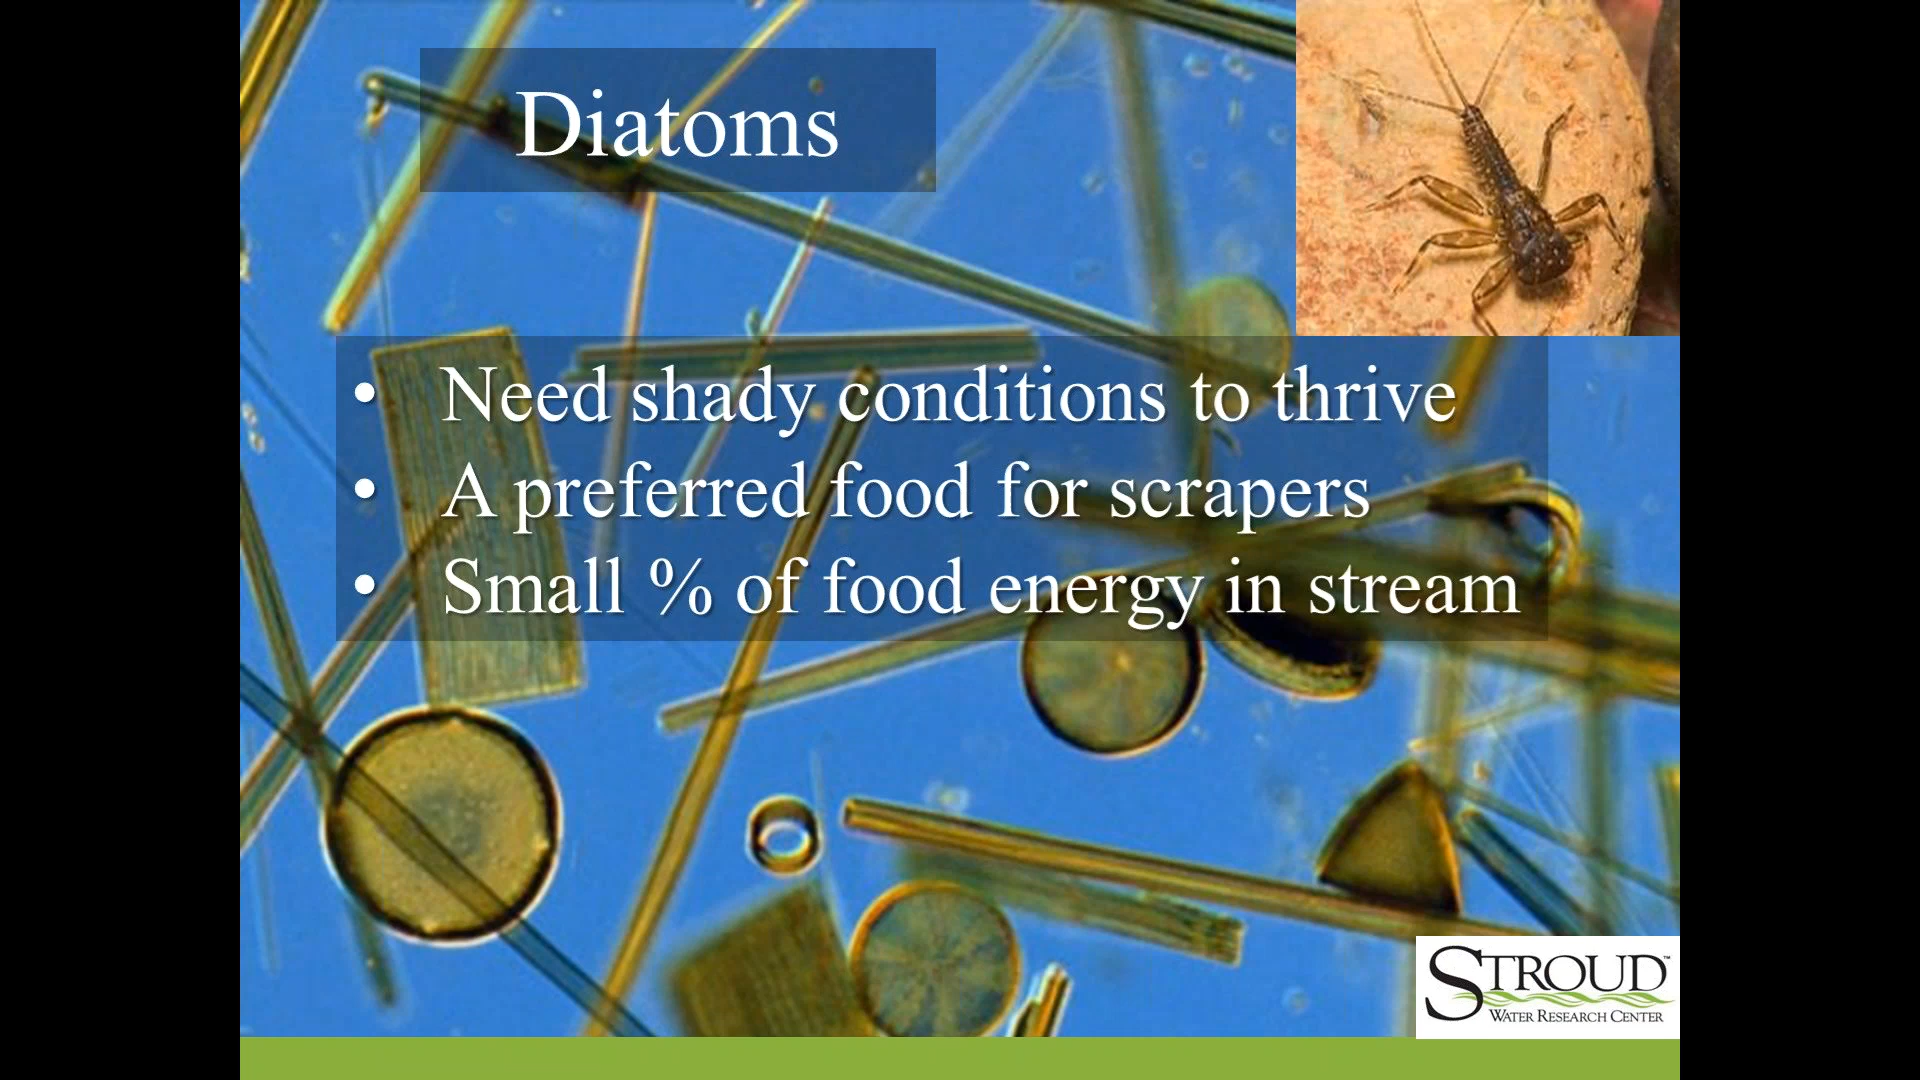 Diatoms
• Need shady conditions to thrive
• A preferred food for scrapers
• Small % of food energy in stream
STROUD™
WATER RESEARCH CENTER